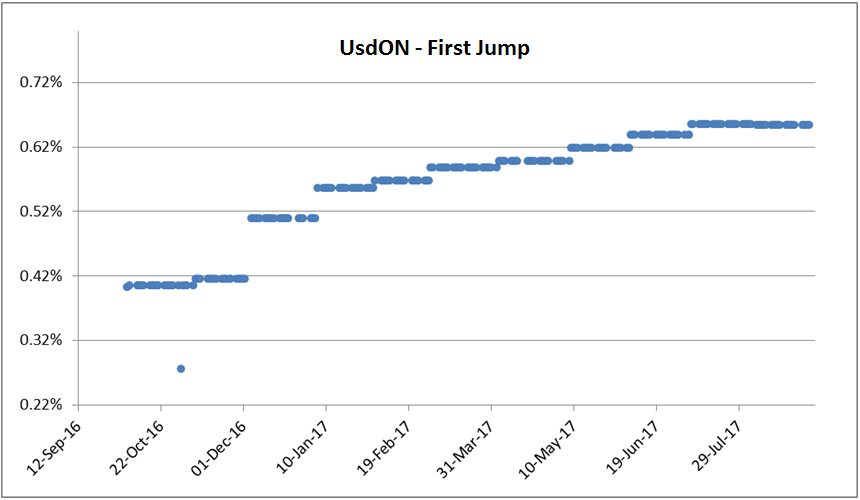 UsdON - First Jump
0.72%
0.62%
0.52%
0.42%
0.32%
0.22%
12-Sep-16
22-Oct-16
01-Dec-16
10-Jan-17
19-Feb-17
31-Mar-17
10-May-17
19-Jun-17
29-Jul-17